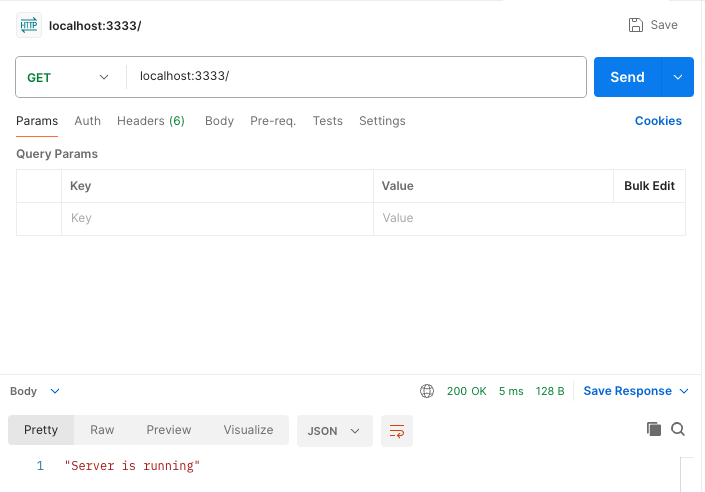 HTTP localhost:3333/ Save
GET localhost:3333/ Send
Params Auth Headers (6) Body Pre-req. Tests Settings Cookies
Query Params
Key Value Bulk Edit
Key Value
Body 200 OK 5 ms 128 B Save Response
Pretty Raw Preview Visualize JSON
1 "Server is running"